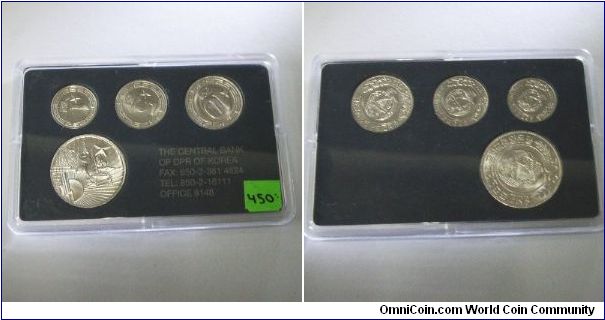 THE CENTRAL BANK
OF DPR OF KOREA
FAX: 850-2-381 4624
TEL: 850-2-18111
OFFICE 8148
450
OmniCoin.com World Coin Community